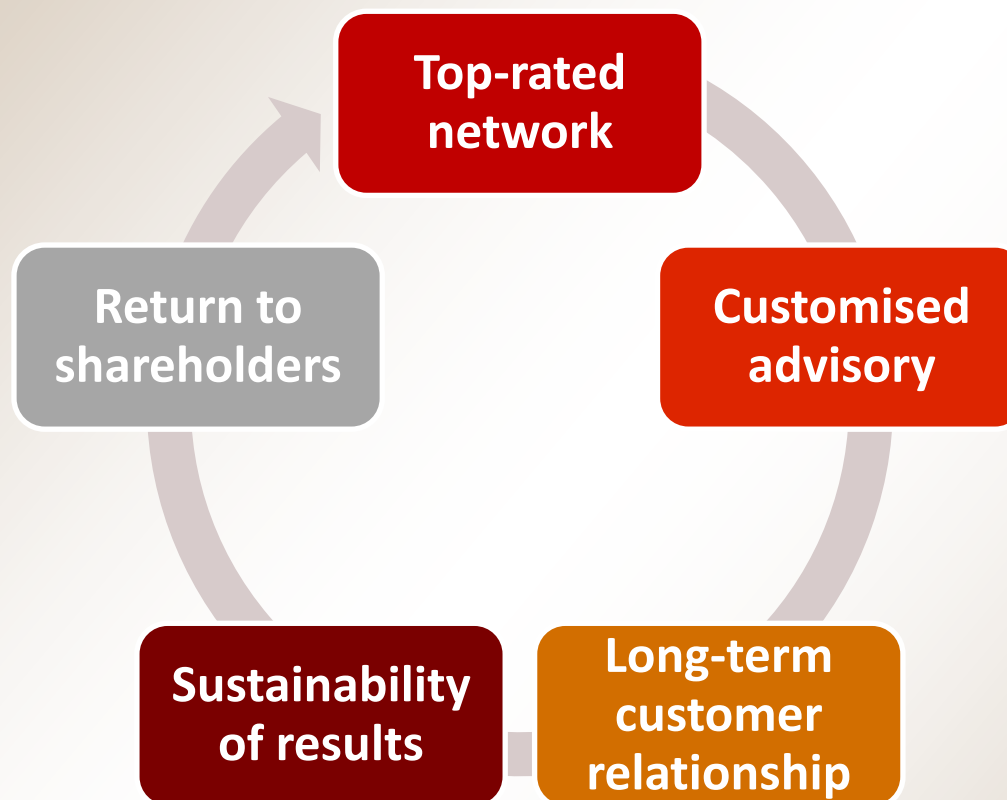 Top-rated
network
Customised
advisory
Long-term
customer
relationship
Sustainability
of results
Return to
shareholders